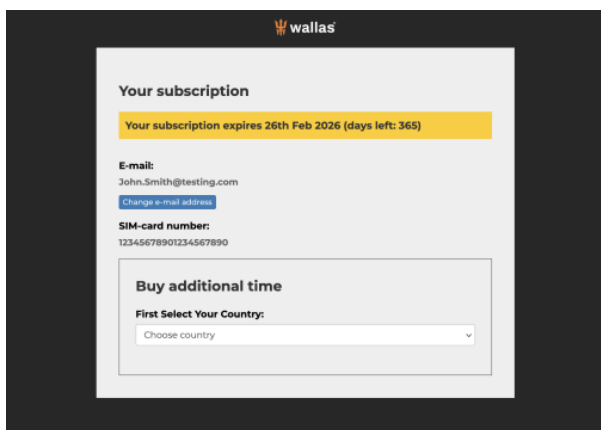 wallas
Your subscription
Your subscription expires 26th Feb 2026 (days left: 365)
E-mail:
John.Smith@testing.com
Change e-mail address
SIM-card number:
12345678901234567890
Buy additional time
First Select Your Country:
Choose country